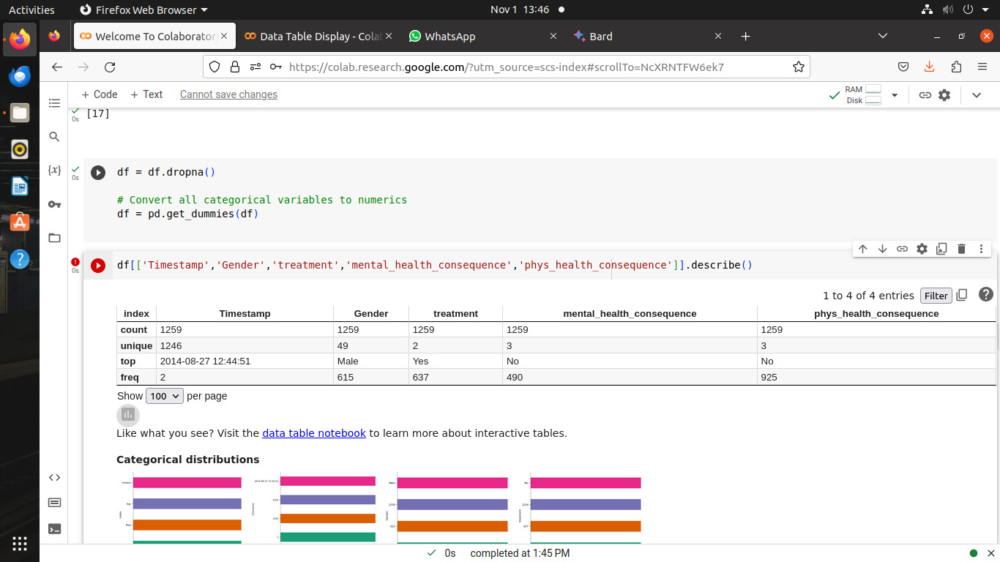 Activities
Firefox Web Browser
Nov 1 13:46
Welcome To Colaboratory
Data Table Display - Cola
WhatsApp
Bard
https://colab.research.google.com/?utm_source=scs-index#scrollTo=NcXRNTFW6ek7
+ Code + Text Cannot save changes
RAM
Disk
0s
[17]
{x}
0s
df = df.dropna()
# Convert all categorical variables to numerics
df = pd.get_dummies(df)
0s
df[['Timestamp','Gender','treatment','mental_health_consequence','phys_health_consequence']].describe()
1 to 4 of 4 entries Filter
index Timestamp Gender treatment mental_health_consequence phys_health_consequence
count 1259 1259 1259 1259 1259
unique 1246 49 2 3 3
top 2014-08-27 12:44:51 Male Yes No No
freq 2 615 637 490 925
Show 100 per page
Like what you see? Visit the data table notebook to learn more about interactive tables.
Categorical distributions
0s completed at 1:45 PM